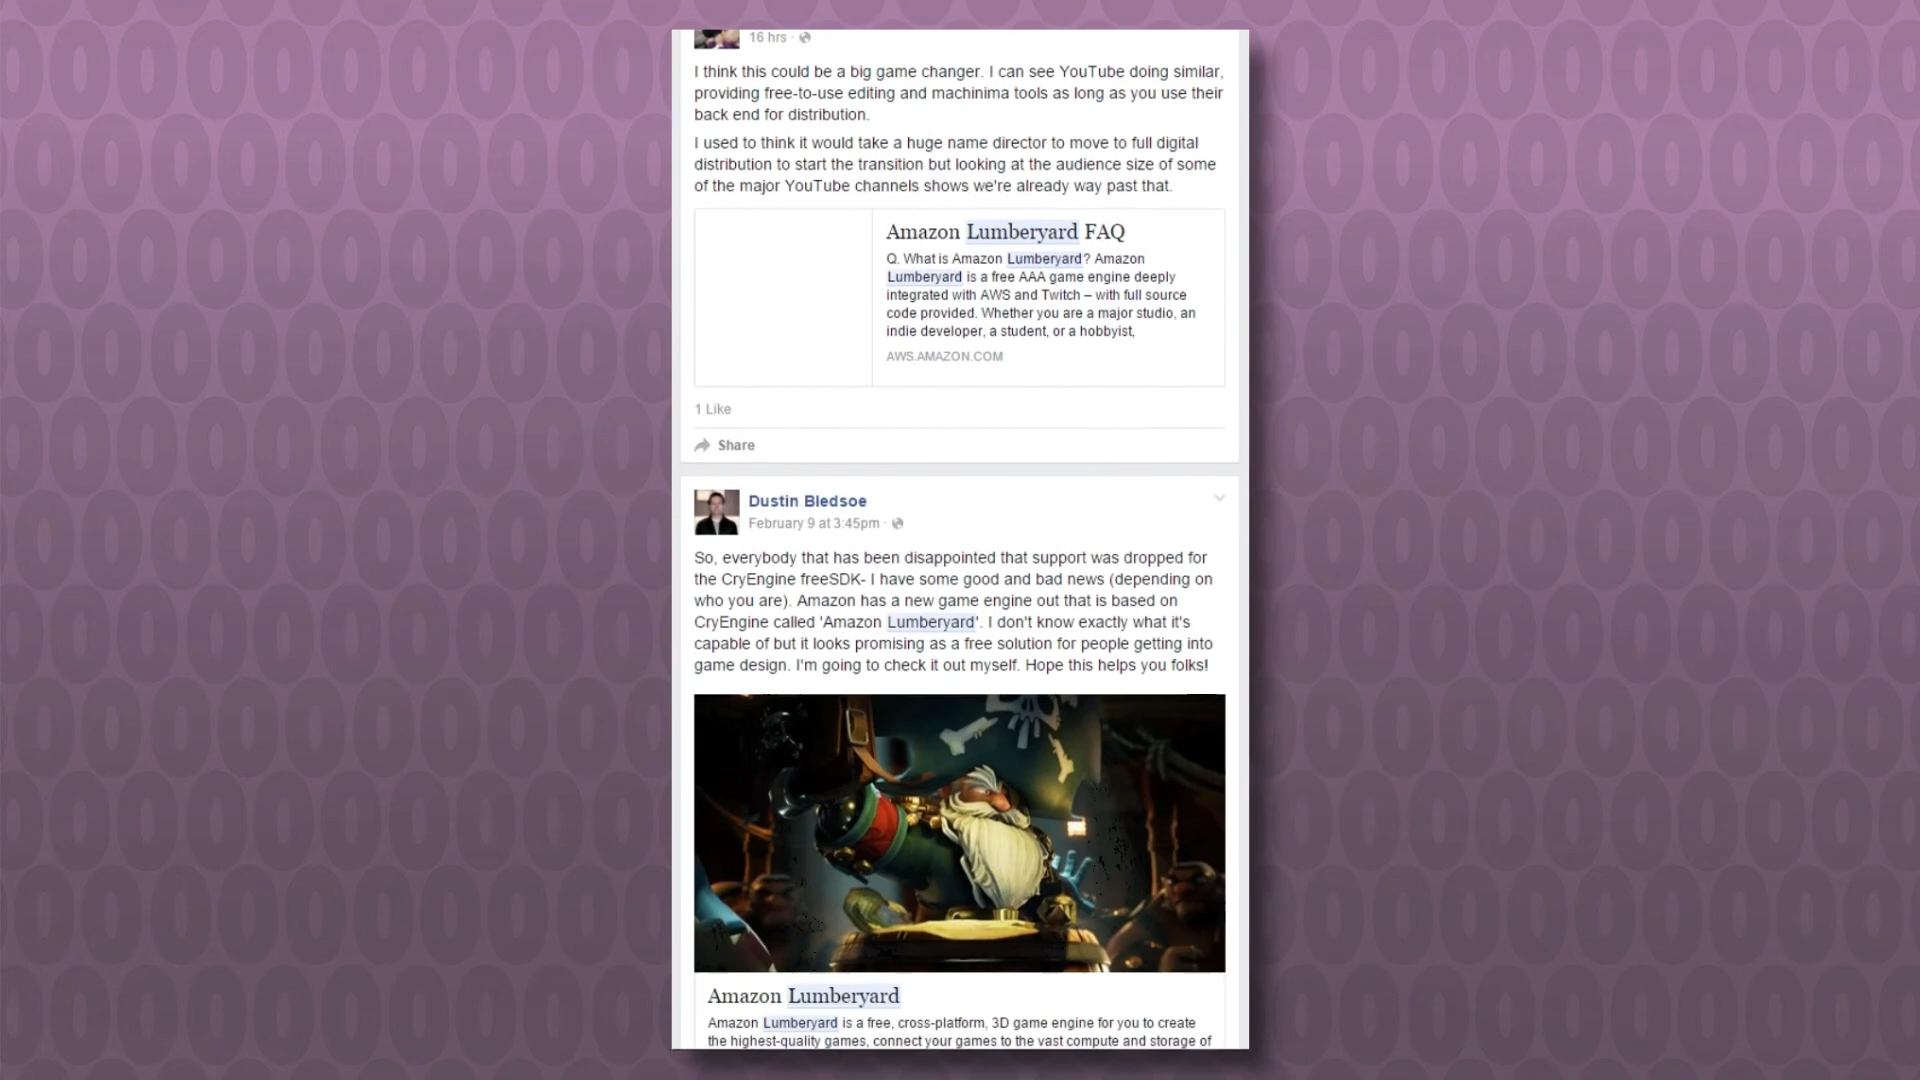 16 hrs ·
I think this could be a big game changer. I can see YouTube doing similar,
providing free-to-use editing and machinima tools as long as you use their
back end for distribution.
I used to think it would take a huge name director to move to full digital
distribution to start the transition but looking at the audience size of some
of the major YouTube channels shows we're already way past that.
Amazon Lumberyard FAQ
Q. What is Amazon Lumberyard? Amazon
Lumberyard is a free AAA game engine deeply
integrated with AWS and Twitch – with full source
code provided. Whether you are a major studio, an
indie developer, a student, or a hobbyist,
AWS.AMAZON.COM
1 Like
Share
Dustin Bledsoe
February 9 at 3:45pm ·
So, everybody that has been disappointed that support was dropped for
the CryEngine freeSDK- I have some good and bad news (depending on
who you are). Amazon has a new game engine out that is based on
CryEngine called 'Amazon Lumberyard'. I don't know exactly what it's
capable of but it looks promising as a free solution for people getting into
game design. I'm going to check it out myself. Hope this helps you folks!
Amazon Lumberyard
Amazon Lumberyard is a free, cross-platform, 3D game engine for you to create
the highest-quality games, connect your games to the vast compute and storage of